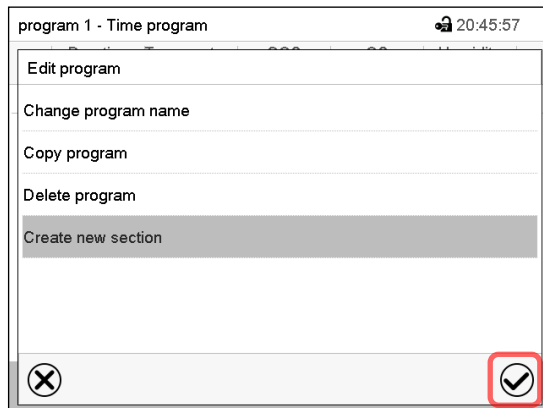 program 1 - Time program 20:45:57
Edit program
Change program name
Copy program
Delete program
Create new section